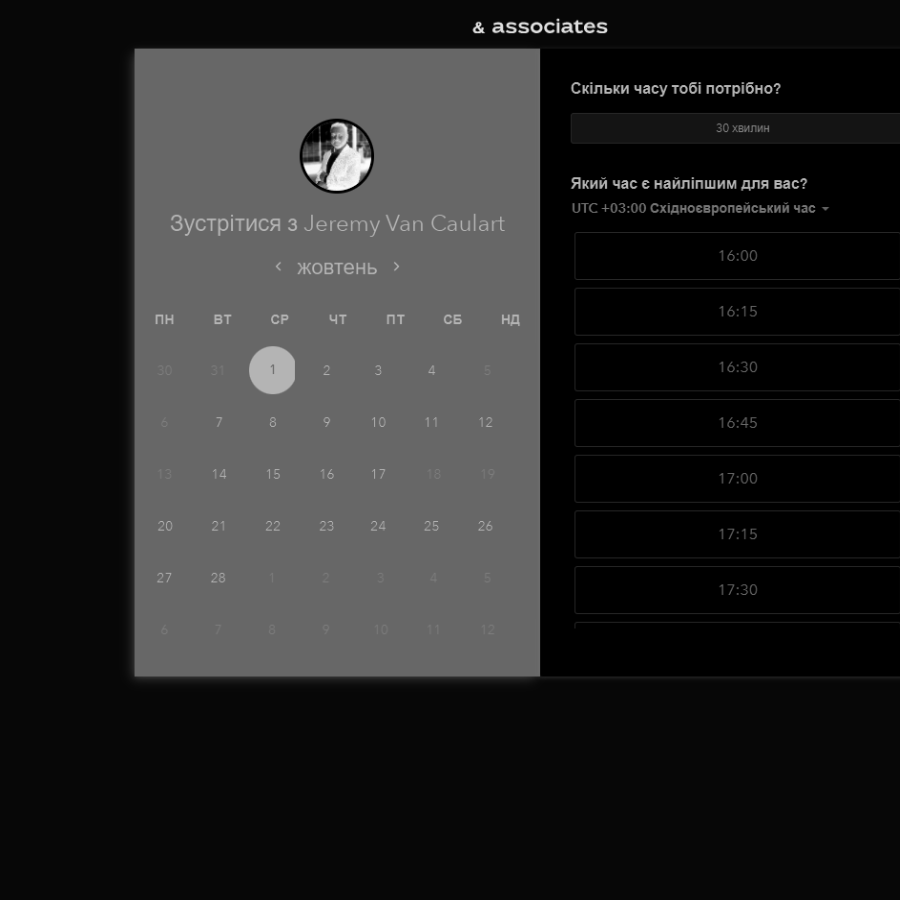 & associates
Зустрітися з Jeremy Van Caulart
жовтень
ПН ВТ СР ЧТ ПТ СБ НД
30 31 1 2 3 4 5
6 7 8 9 10 11 12
13 14 15 16 17 18 19
20 21 22 23 24 25 26
27 28 1 2 3 4 5
6 7 8 9 10 11 12
Скільки часу тобі потрібно?
30 хвилин
Який час є найліпшим для вас?
UTC +03:00 Східноєвропейський час
16:00
16:15
16:30
16:45
17:00
17:15
17:30